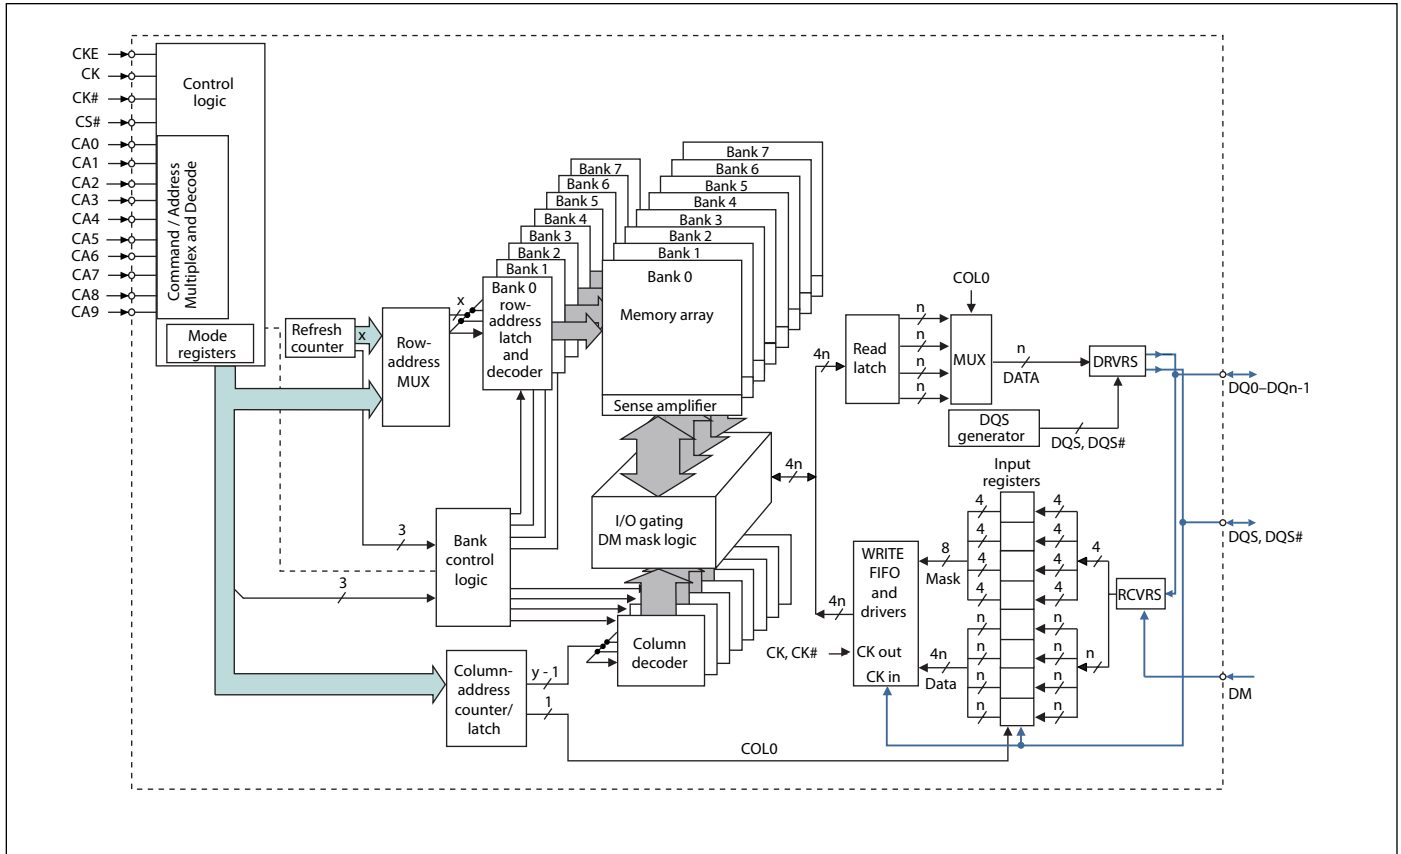 CKE
CK
CK#
CS#
CA0
CA1
CA2
CA3
CA4
CA5
CA6
CA7
CA8
CA9
Control
logic
Command / Address
Multiplex and Decode
Mode
registers
Refresh
counter
x
Row-
address
MUX
x
3
3
Bank 7
Bank 6
Bank 5
Bank 4
Bank 3
Bank 2
Bank 1
Bank 0
row-
address
latch
and
decoder
Bank 7
Bank 6
Bank 5
Bank 4
Bank 3
Bank 2
Bank 1
Bank 0
Memory array
Sense amplifier
Bank
control
logic
I/O gating
DM mask logic
Column
decoder
Column-
address
counter/
latch
y - 1
1
COL0
4n
4n
4n
Read
latch
n
n
n
n
COL0
MUX
n
DATA
DRVRS
DQS
generator
DQS, DQS#
Input
registers
4
4
4
4
n
n
n
n
4
4
4
4
n
n
n
n
4
n
RCVRS
8
Mask
4n
Data
WRITE
FIFO
and
drivers
CK out
CK in
CK, CK#
DQ0–DQn-1
DQS, DQS#
DM